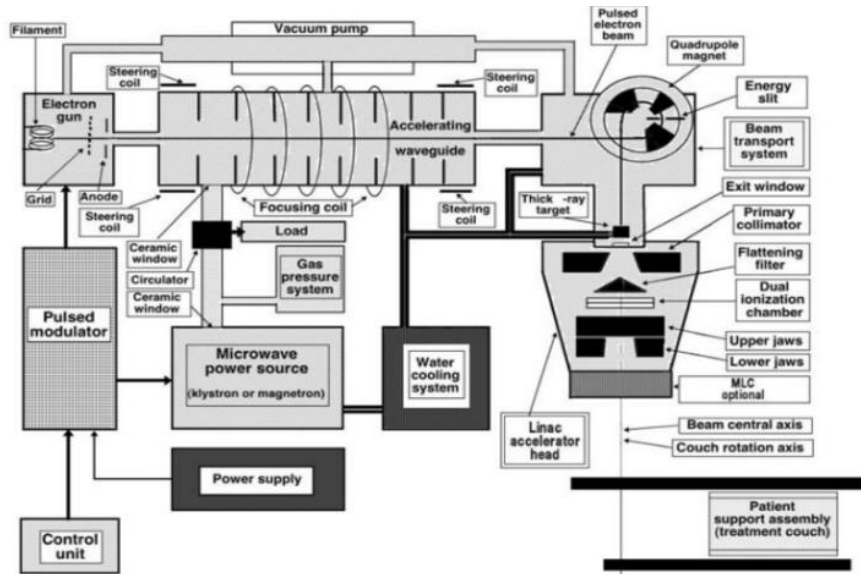 Filament
Vacuum pump
Pulsed
electron
beam
Quadrupole
magnet
Steering
coil
Steering
coil
Electron
gun
Energy
slit
Accelerating
waveguide
Beam
transport
system
Grid
Anode
Steering
coil
Focusing coil
Steering
coil
Thick -ray
target
Exit window
Primary
collimator
Ceramic
window
Load
Circulator
Gas
pressure
system
Flattening
filter
Ceramic
window
Dual
ionization
chamber
Pulsed
modulator
Microwave
power source
(klystron or magnetron)
Water
cooling
system
Upper jaws
Lower jaws
MLC
optional
Linac
accelerator
head
Beam central axis
Couch rotation axis
Power supply
Control
unit
Patient
support assembly
(treatment couch)